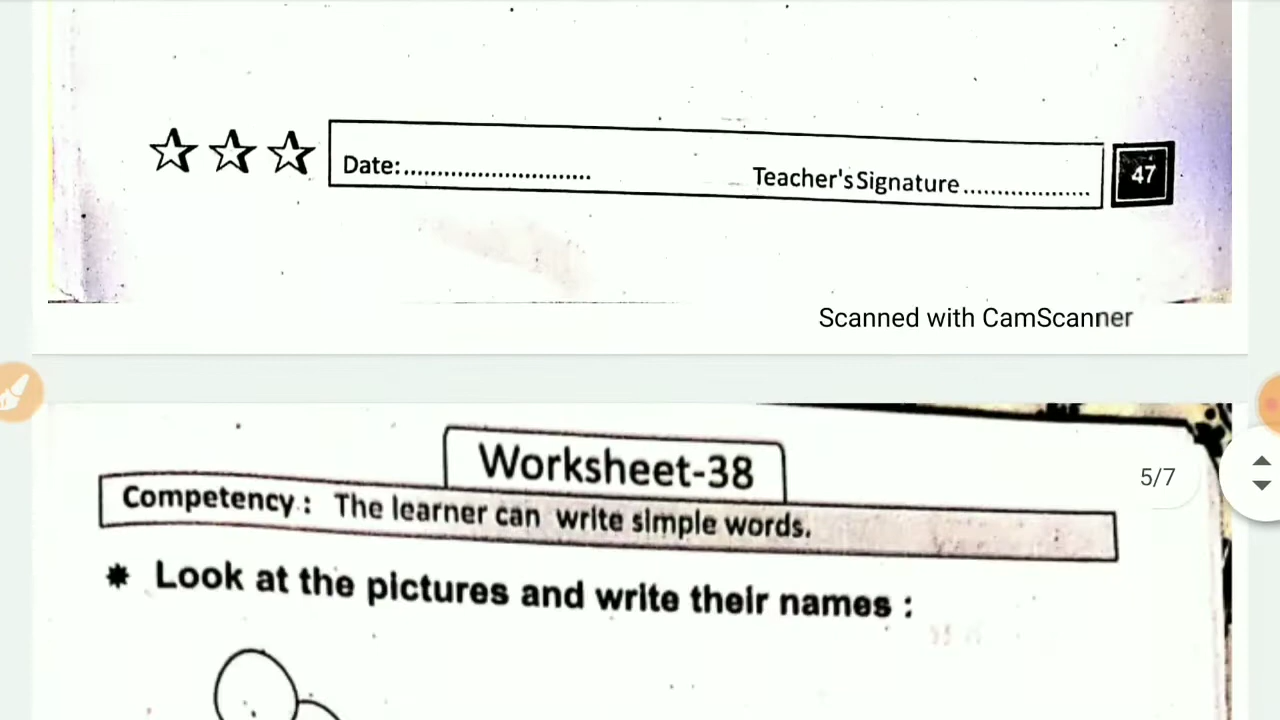 Date:..............................
Teacher's Signature....................
47
Scanned with CamScanner
Worksheet-38
5/7
Competency : The learner can write simple words.
✷ Look at the pictures and write their names :